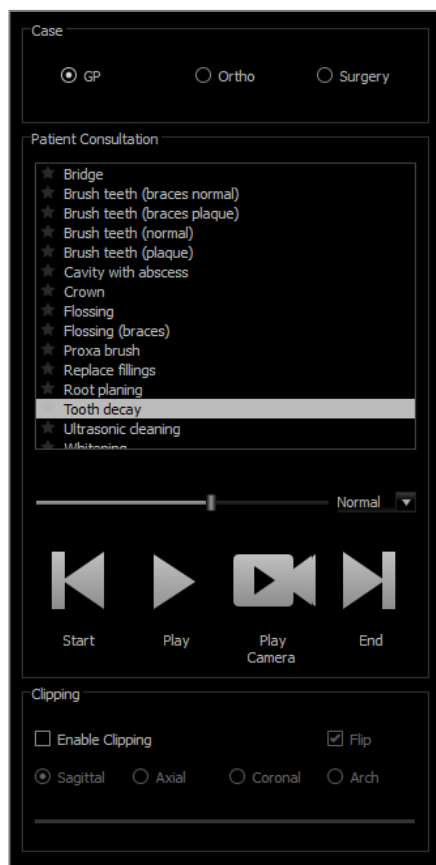 Case
GP Ortho Surgery
Patient Consultation
Bridge
Brush teeth (braces normal)
Brush teeth (braces plaque)
Brush teeth (normal)
Brush teeth (plaque)
Cavity with abscess
Crown
Flossing
Flossing (braces)
Proxa brush
Replace fillings
Root planing
Tooth decay
Ultrasonic cleaning
Whitening
Normal
Start Play Play Camera End
Clipping
Enable Clipping Flip
Sagittal Axial Coronal Arch